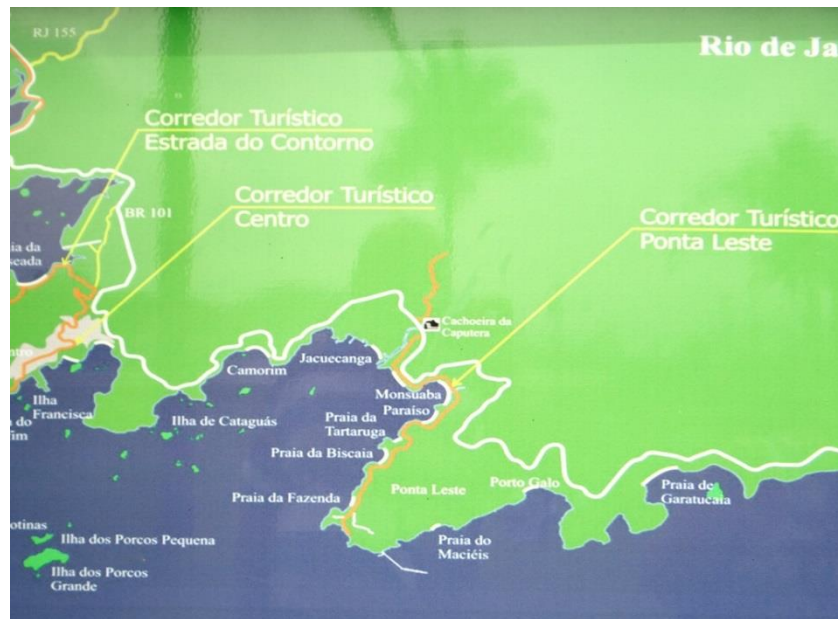 RJ 155
Rio de Ja
Corredor Turístico
Estrada do Contorno
Corredor Turístico
Centro
BR 101
Corredor Turístico
Ponta Leste
Cachoeira da
Caputera
Jacuecanga
Camorim
Monsuaba
Paraíso
Ilha
Francisca
Ilha de Cataguás
Praia da
Tartaruga
Praia da Biscaia
Ponta Leste
Porto Galo
Praia de
Garatucaia
Praia da Fazenda
Ilha dos Porcos Pequena
Praia do
Maciéis
Ilha dos Porcos
Grande